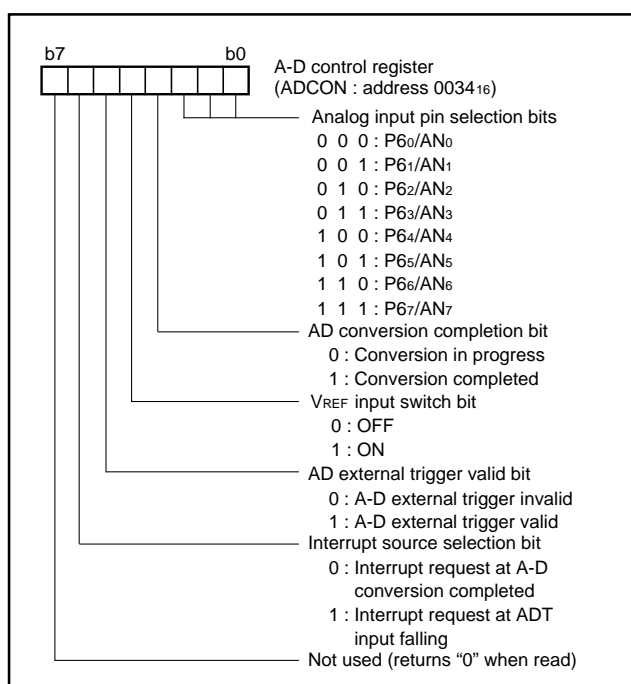 b7 b0
A-D control register
(ADCON : address 0034₁₆)
Analog input pin selection bits
0 0 0 : P6₀/AN₀
0 0 1 : P6₁/AN₁
0 1 0 : P6₂/AN₂
0 1 1 : P6₃/AN₃
1 0 0 : P6₄/AN₄
1 0 1 : P6₅/AN₅
1 1 0 : P6₆/AN₆
1 1 1 : P6₇/AN₇
AD conversion completion bit
0 : Conversion in progress
1 : Conversion completed
VREF input switch bit
0 : OFF
1 : ON
AD external trigger valid bit
0 : A-D external trigger invalid
1 : A-D external trigger valid
Interrupt source selection bit
0 : Interrupt request at A-D
conversion completed
1 : Interrupt request at ADT
input falling
Not used (returns “0” when read)